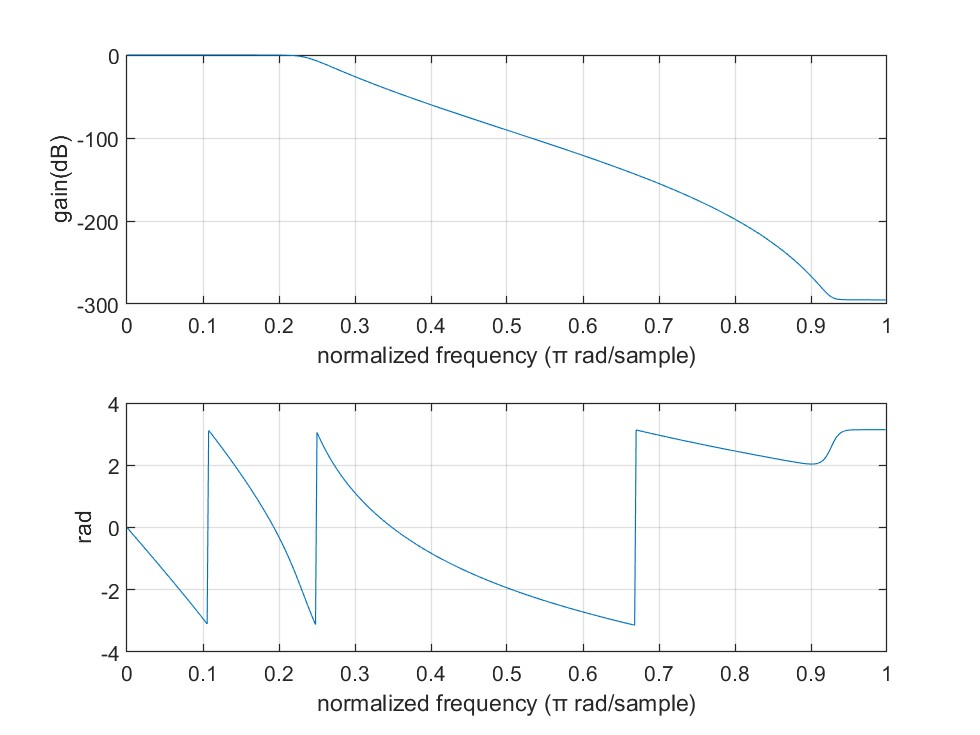 0
-100
-200
-300
gain(dB)
0 0.1 0.2 0.3 0.4 0.5 0.6 0.7 0.8 0.9 1
normalized frequency (π rad/sample)
4
2
0
-2
-4
rad
0 0.1 0.2 0.3 0.4 0.5 0.6 0.7 0.8 0.9 1
normalized frequency (π rad/sample)